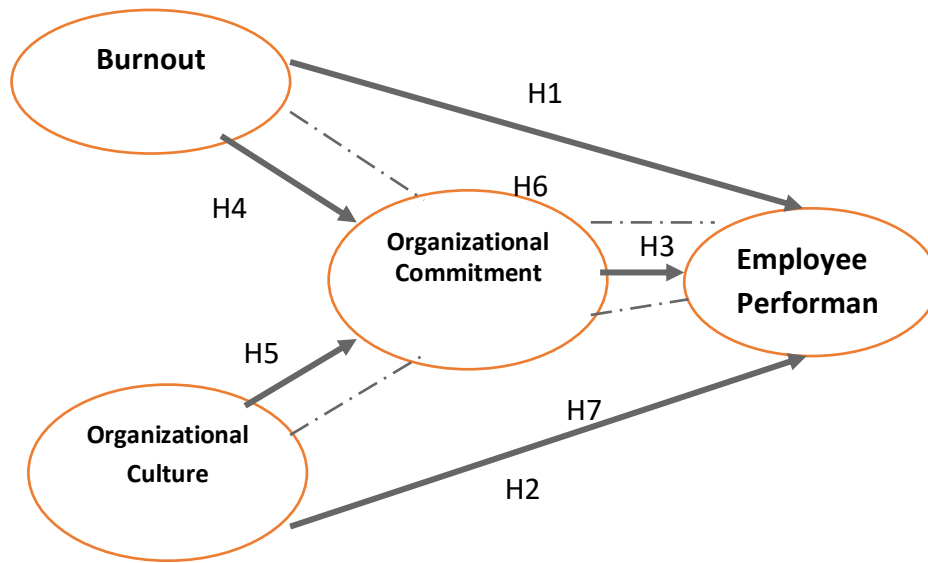 Burnout
H1
H4
H6
Organizational
Commitment
H3
Employee
Performan
H5
H7
Organizational
Culture
H2